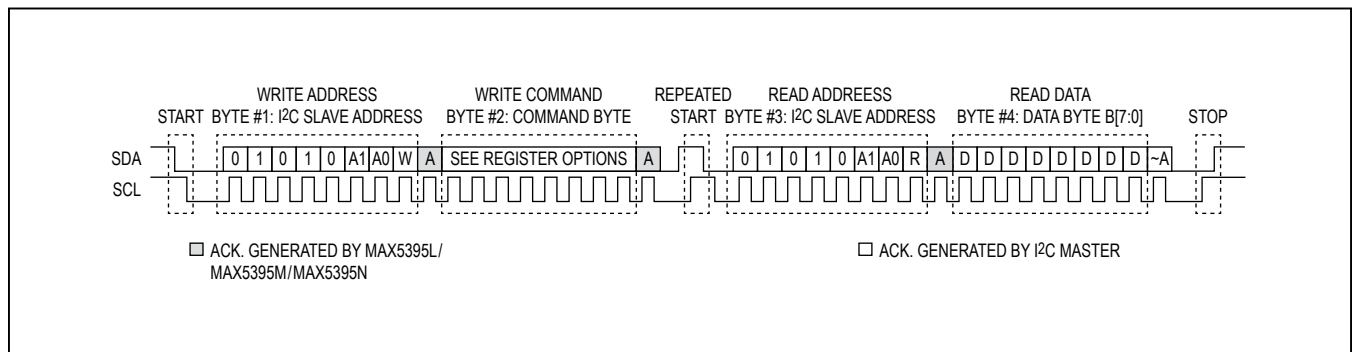 WRITE ADDRESS WRITE COMMAND REPEATED READ ADDREESS READ DATA
START BYTE #1: I²C SLAVE ADDRESS BYTE #2: COMMAND BYTE START BYTE #3: I²C SLAVE ADDRESS BYTE #4: DATA BYTE B[7:0] STOP
SDA 0 1 0 1 0 A1 A0 W A SEE REGISTER OPTIONS A 0 1 0 1 0 A1 A0 R A D D D D D D D D ~A
SCL
ACK. GENERATED BY MAX5395L/ ACK. GENERATED BY I²C MASTER
MAX5395M/MAX5395N